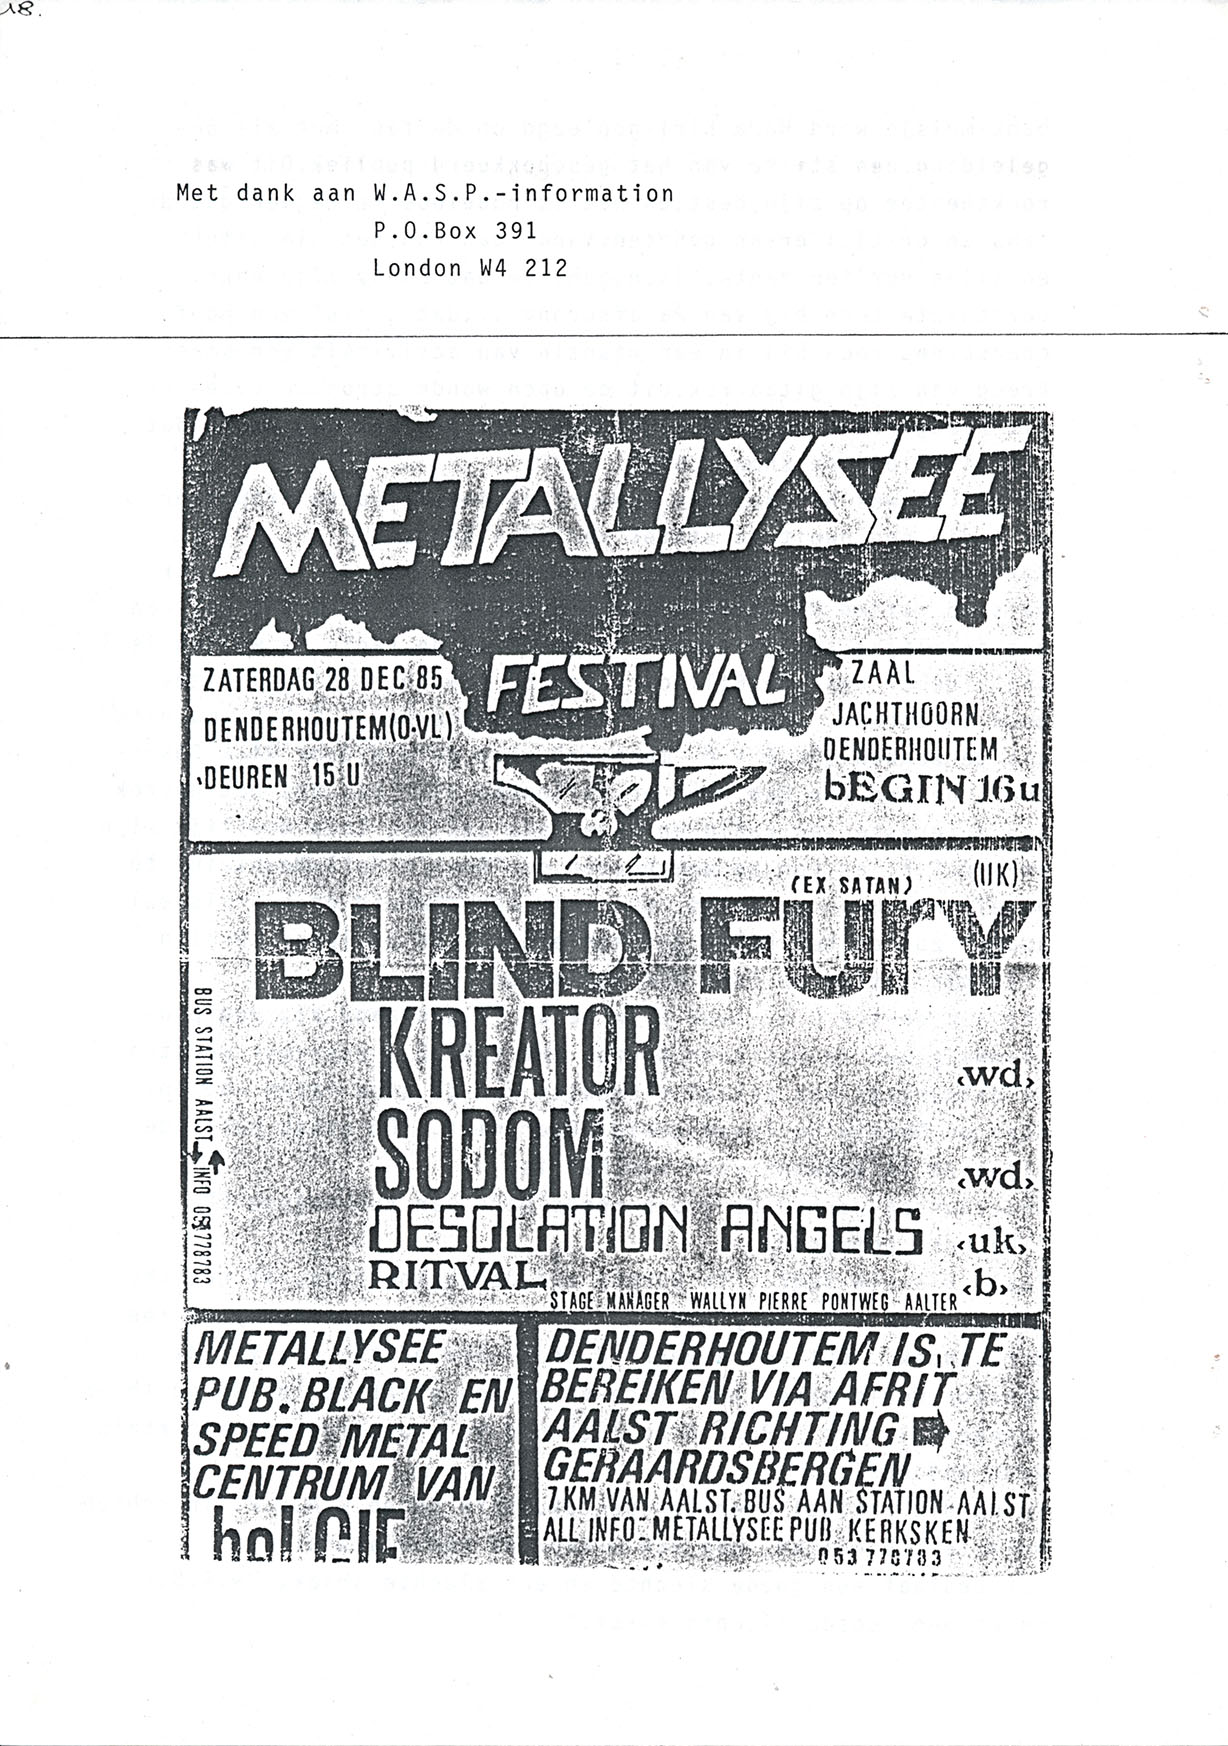 18.
Met dank aan W.A.S.P.-information
P.O.Box 391
London W4 212
METALLYSEE
FESTIVAL
ZATERDAG 28 DEC 85
DENDERHOUTEM(O.VL)
DEUREN 15 U
ZAAL
JACHTHOORN
DENDERHOUTEM
bEGIN 16u
(EX SATAN) (UK)
BLIND FURY
KREATOR ‹wd›
SODOM ‹wd›
DESOLATION ANGELS ‹uk›
RITVAL ‹b›
STAGE MANAGER WALLYN PIERRE PONTWEG AALTER
BUS STATION AALST INFO 053778783
METALLYSEE
PUB. BLACK EN
SPEED METAL
CENTRUM VAN
belGIE
DENDERHOUTEM IS TE
BEREIKEN VIA AFRIT
AALST RICHTING
GERAARDSBERGEN
7 KM VAN AALST. BUS AAN STATION AALST
ALL INFO: METALLYSEE PUB KERKSKEN
053 778783